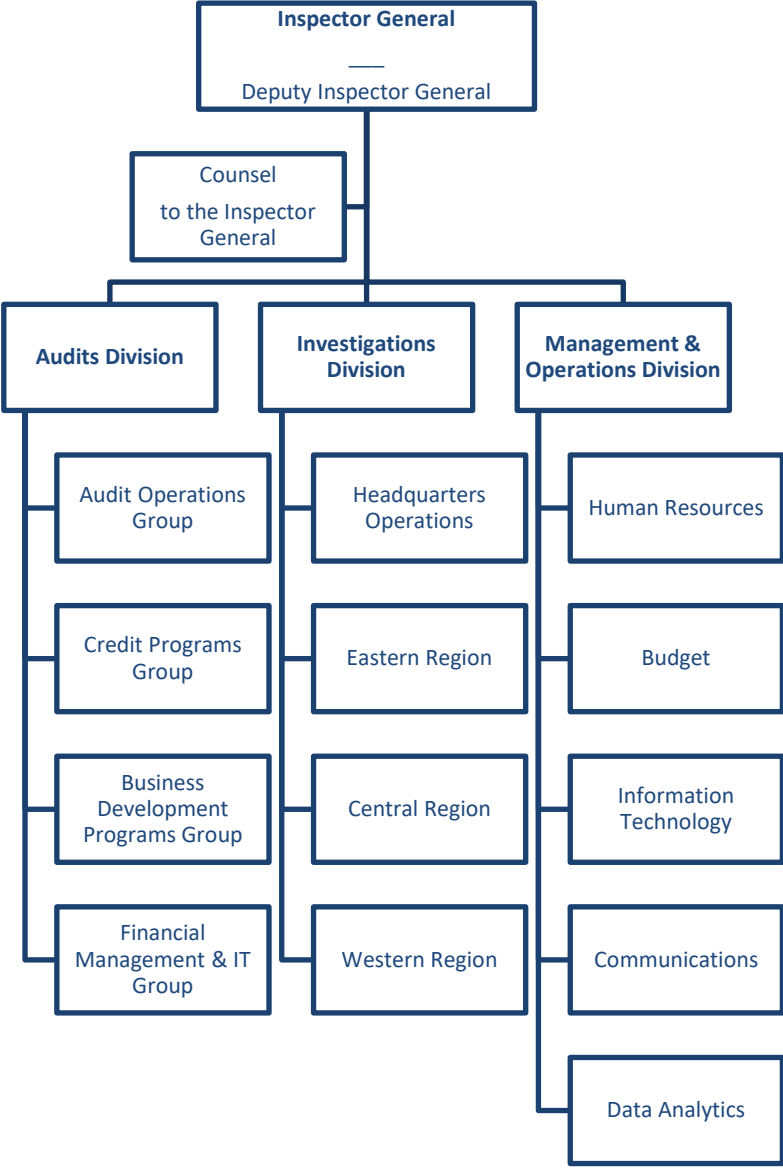 Inspector General
___
Deputy Inspector General
Counsel
to the Inspector
General
Audits Division
Investigations
Division
Management &
Operations Division
Audit Operations
Group
Headquarters
Operations
Human Resources
Credit Programs
Group
Eastern Region
Budget
Business
Development
Programs Group
Central Region
Information
Technology
Financial
Management & IT
Group
Western Region
Communications
Data Analytics